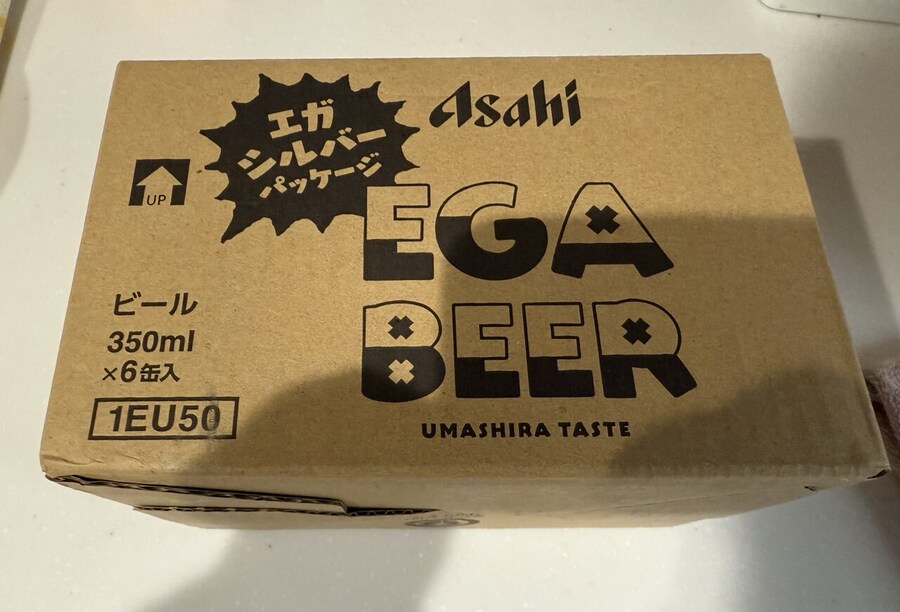 エガ
シルバー
パッケージ
Asahi
UP
EGA
BEER
ビール
350ml
×6缶入
1EU50
UMASHIRA TASTE